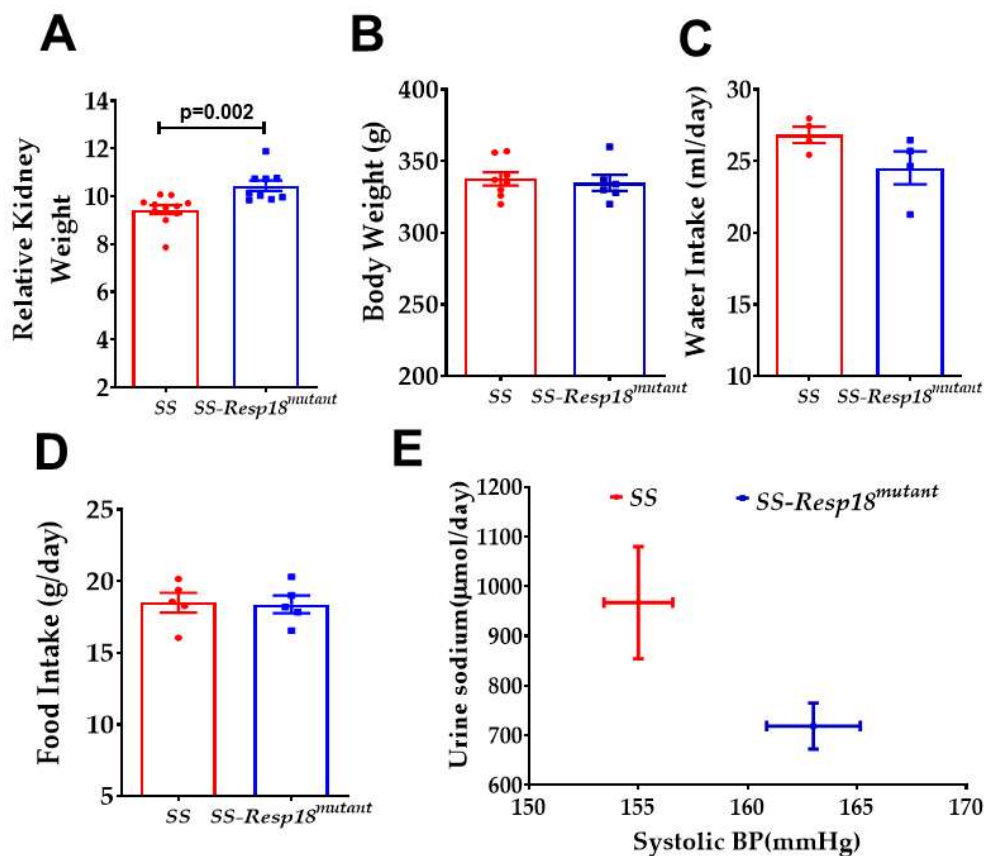 A
Relative Kidney
Weight
14
12
10
8
6
4
2
p=0.002
SS SS-Resp18mutant
B
Body Weight (g)
400
350
300
250
200
SS SS-Resp18mutant
C
Water Intake (ml/day)
30
25
20
15
10
SS SS-Resp18mutant
D
Food Intake (g/day)
25
20
15
10
5
SS SS-Resp18mutant
E
Urine sodium(µmol/day)
1200
1100
1000
900
800
700
600
SS SS-Resp18mutant
150 155 160 165 170
Systolic BP(mmHg)